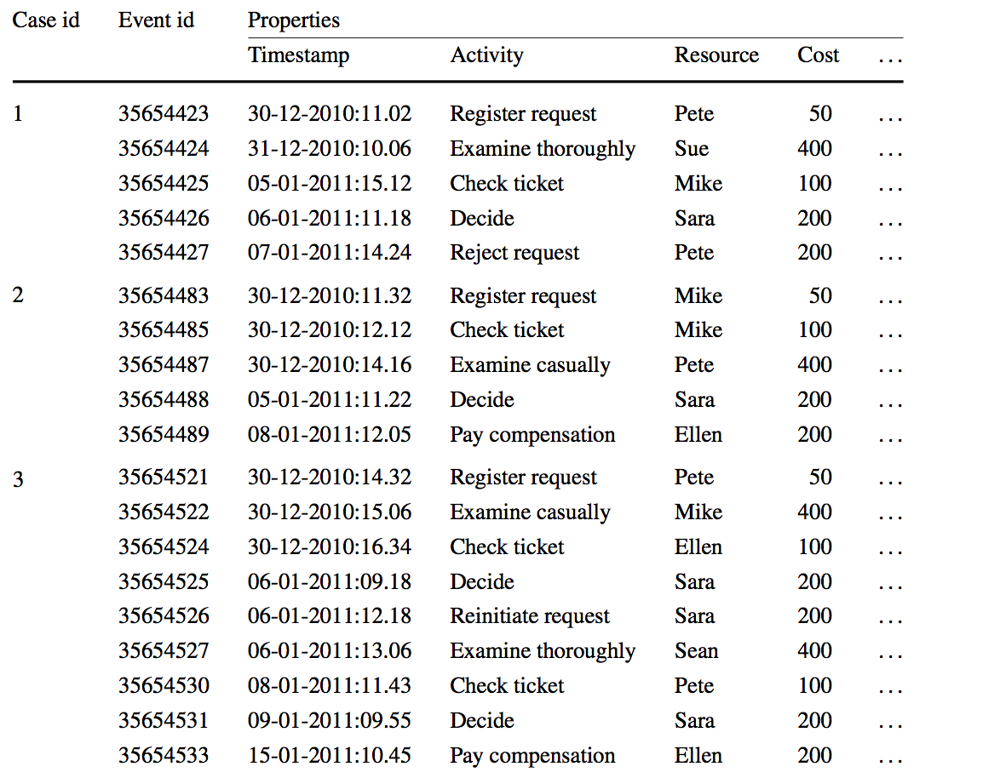 Case id Event id Properties
Timestamp Activity Resource Cost ...
1 35654423 30-12-2010:11.02 Register request Pete 50 ...
35654424 31-12-2010:10.06 Examine thoroughly Sue 400 ...
35654425 05-01-2011:15.12 Check ticket Mike 100 ...
35654426 06-01-2011:11.18 Decide Sara 200 ...
35654427 07-01-2011:14.24 Reject request Pete 200 ...
2 35654483 30-12-2010:11.32 Register request Mike 50 ...
35654485 30-12-2010:12.12 Check ticket Mike 100 ...
35654487 30-12-2010:14.16 Examine casually Pete 400 ...
35654488 05-01-2011:11.22 Decide Sara 200 ...
35654489 08-01-2011:12.05 Pay compensation Ellen 200 ...
3 35654521 30-12-2010:14.32 Register request Pete 50 ...
35654522 30-12-2010:15.06 Examine casually Mike 400 ...
35654524 30-12-2010:16.34 Check ticket Ellen 100 ...
35654525 06-01-2011:09.18 Decide Sara 200 ...
35654526 06-01-2011:12.18 Reinitiate request Sara 200 ...
35654527 06-01-2011:13.06 Examine thoroughly Sean 400 ...
35654530 08-01-2011:11.43 Check ticket Pete 100 ...
35654531 09-01-2011:09.55 Decide Sara 200 ...
35654533 15-01-2011:10.45 Pay compensation Ellen 200 ...